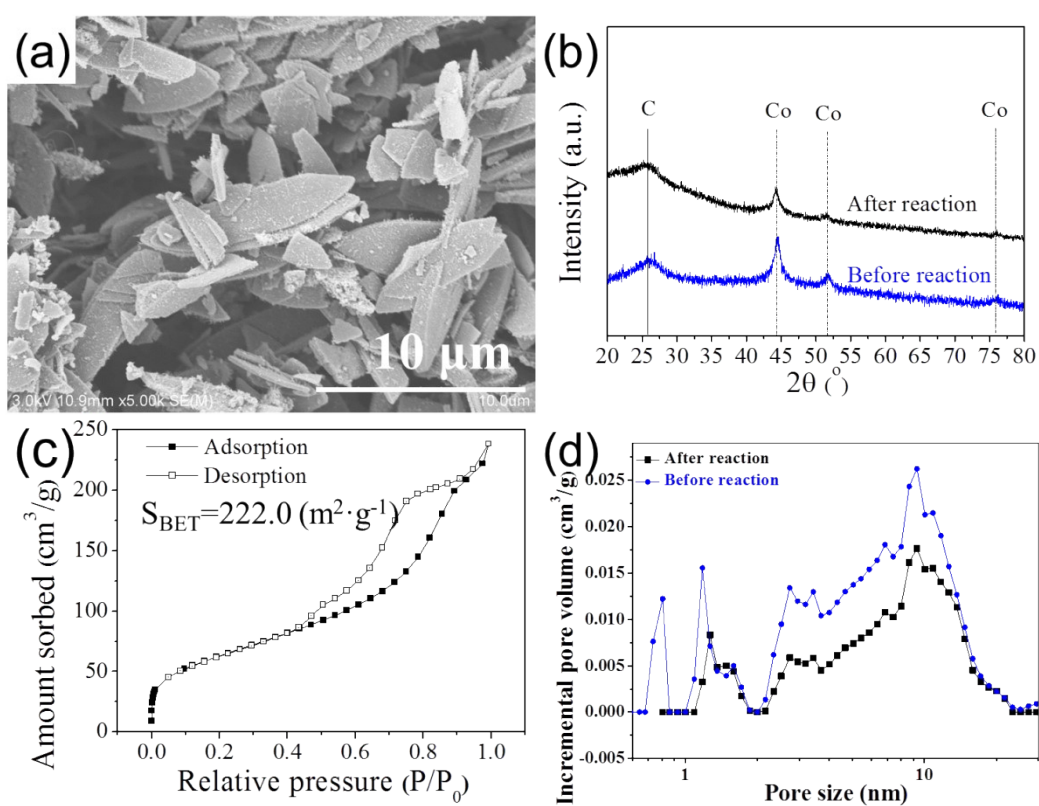 (a)
10 μm
3.0kV 10.9mm x5.00k SE(M)
10.0um
(b)
Intensity (a.u.)
C
Co
Co
Co
After reaction
Before reaction
20 25 30 35 40 45 50 55 60 65 70 75 80
2θ (°)
(c)
Amount sorbed (cm³/g)
250
200
150
100
50
0
Adsorption
Desorption
S_BET=222.0 (m²·g⁻¹)
0.0 0.2 0.4 0.6 0.8 1.0
Relative pressure (P/P₀)
(d)
Incremental pore volume (cm³/g)
0.025
0.020
0.015
0.010
0.005
0.000
-0.005
After reaction
Before reaction
1 10
Pore size (nm)